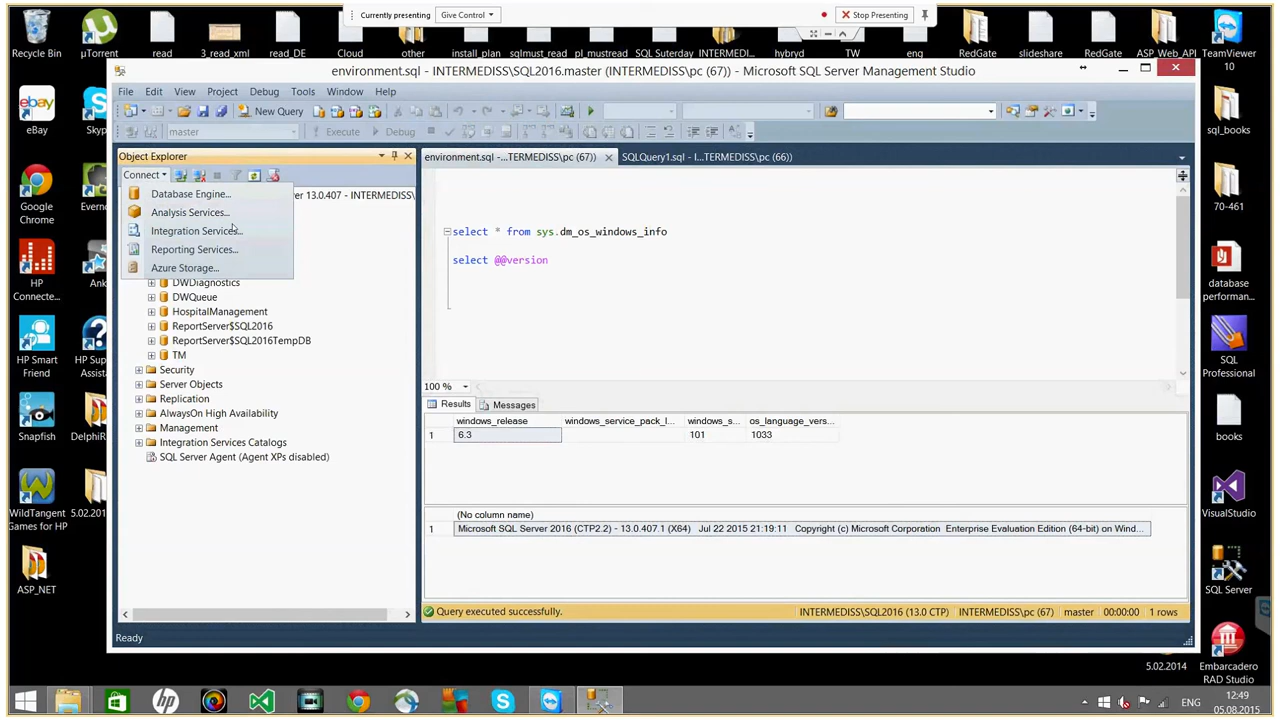 Currently presenting
Give Control
Stop Presenting
Recycle Bin
µTorrent
read
3_read_xml
read_DE
Cloud
other
install_plan
sqlmust_read
pl_mustread
SQL Suterday
INTERMEDI...
hybryd
TW
eng
RedGate
slideshare
RedGate
ASP_Web_API
TeamViewer
10
environment.sql - INTERMEDISS\SQL2016.master (INTERMEDISS\pc (67)) - Microsoft SQL Server Management Studio
File
Edit
View
Project
Debug
Tools
Window
Help
New Query
master
Execute
Debug
Object Explorer
environment.sql -...TERMEDISS\pc (67))
SQLQuery1.sql - I...TERMEDISS\pc (66))
Connect
Database Engine...
Analysis Services...
Integration Services...
Reporting Services...
Azure Storage...
er 13.0.407 - INTERMEDISS\
DWDiagnostics
DWQueue
HospitalManagement
ReportServer$SQL2016
ReportServer$SQL2016TempDB
TM
Security
Server Objects
Replication
AlwaysOn High Availability
Management
Integration Services Catalogs
SQL Server Agent (Agent XPs disabled)
select * from sys.dm_os_windows_info
select @@version
100 %
Results
Messages
windows_release
windows_service_pack_l...
windows_s...
os_language_vers...
1
6.3
101
1033
(No column name)
1
Microsoft SQL Server 2016 (CTP2.2) - 13.0.407.1 (X64) Jul 22 2015 21:19:11 Copyright (c) Microsoft Corporation Enterprise Evaluation Edition (64-bit) on Wind...
Query executed successfully.
INTERMEDISS\SQL2016 (13.0 CTP)
INTERMEDISS\pc (67)
master
00:00:00
1 rows
Ready
eBay
Skyp
Google
Chrome
Everne
HP
Connecte...
Ank
HP Smart
Friend
HP Sup
Assista
Snapfish
DelphiR
WildTangent
Games for HP
5.02.201
ASP_NET
sql_books
70-461
database
performan...
SQL
Professional
books
VisualStudio
SQL Server
5.02.2014
Embarcadero
RAD Studio
ENG
12:49
05.08.2015